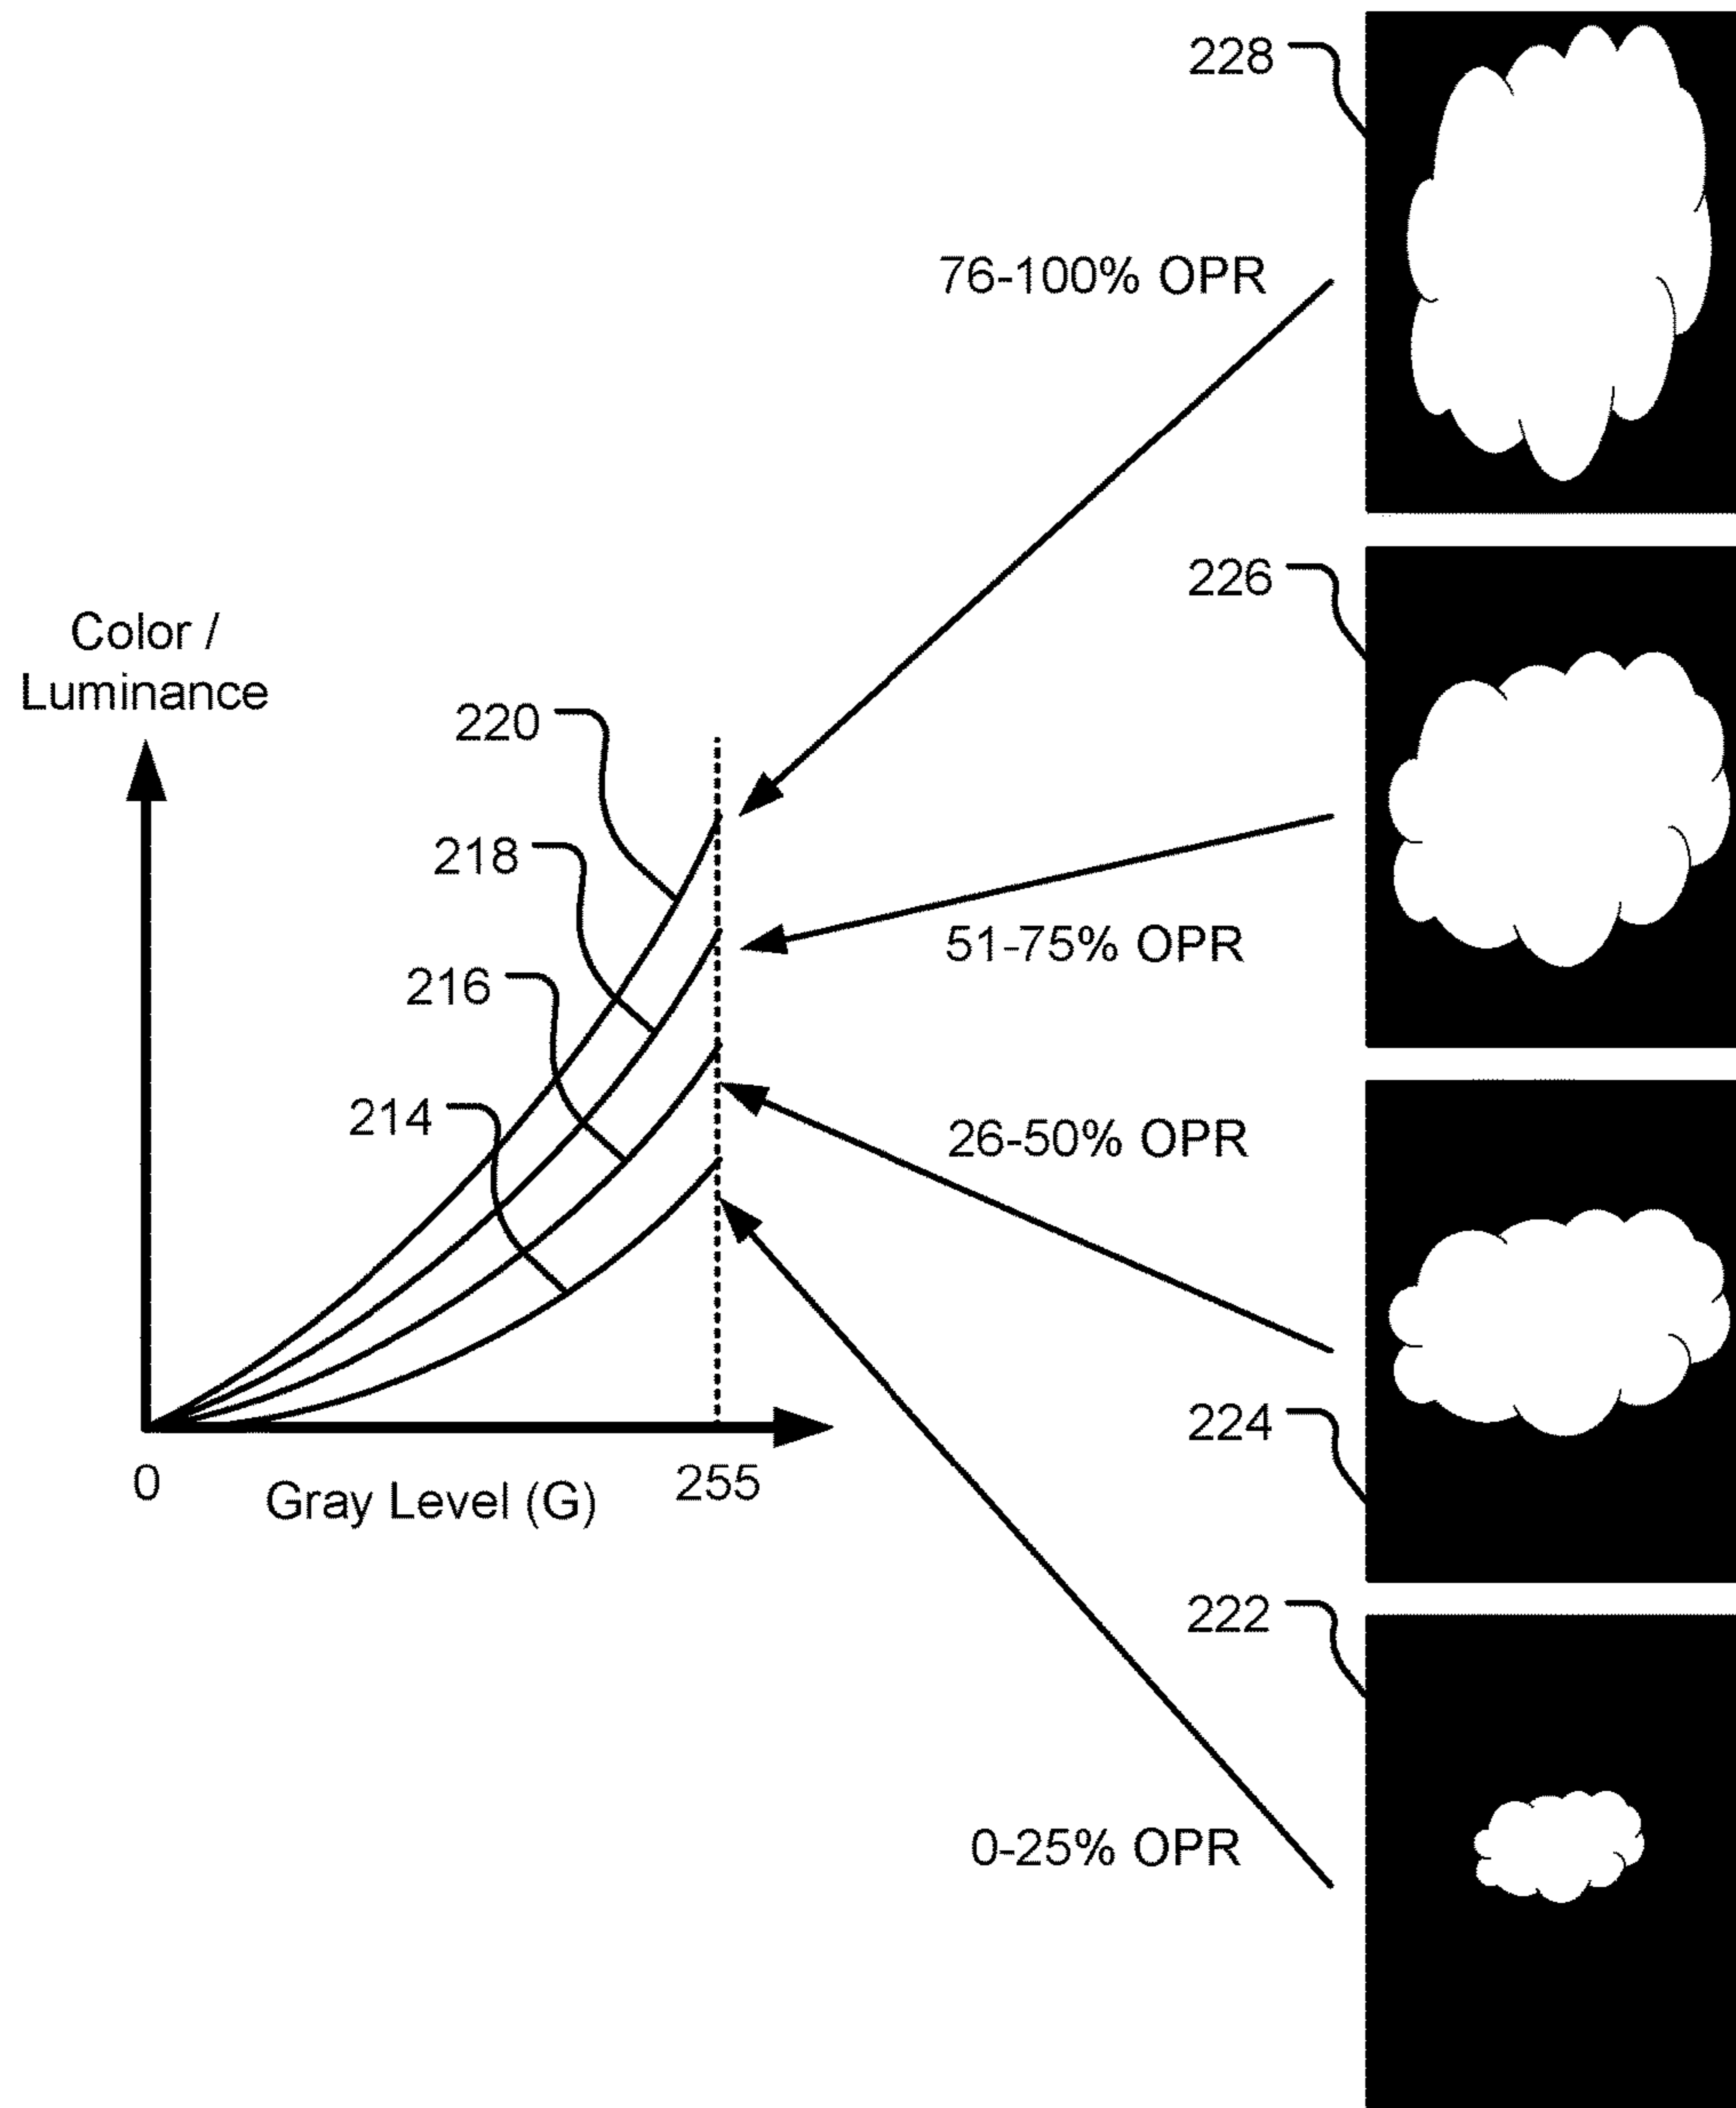 228
76-100% OPR
226
Color /
Luminance
220
218
51-75% OPR
216
214
26-50% OPR
224
0
Gray Level (G)
255
222
0-25% OPR